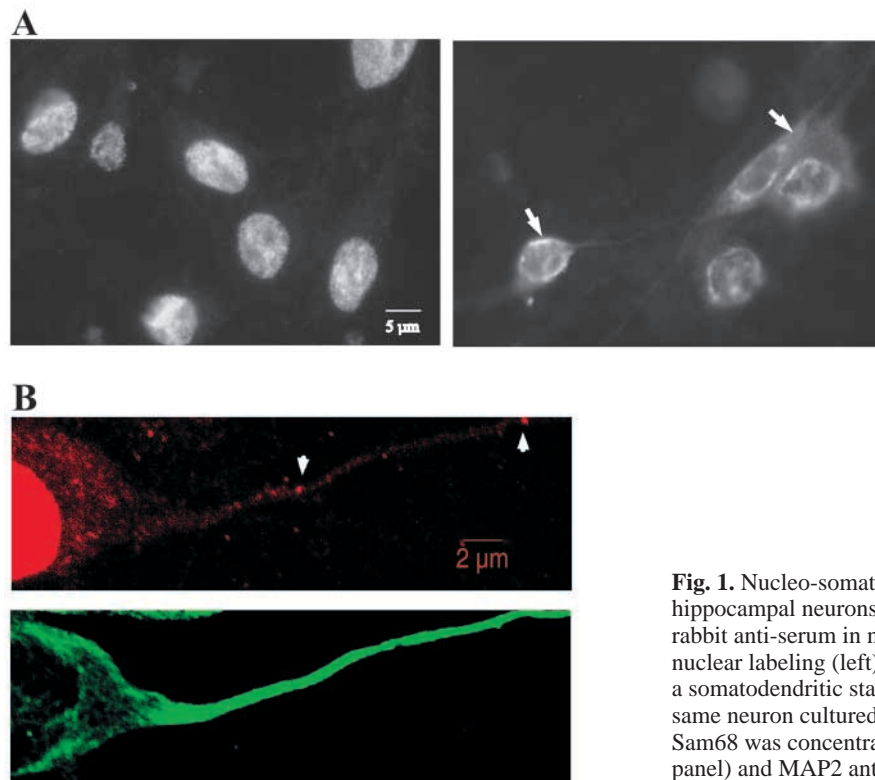 A
5 µm
B
2 µm
Fig. 1. Nucleo-somat
hippocampal neurons
rabbit anti-serum in
nuclear labeling (left)
a somatodendritic sta
same neuron cultured
Sam68 was concentra
panel) and MAP2 ant